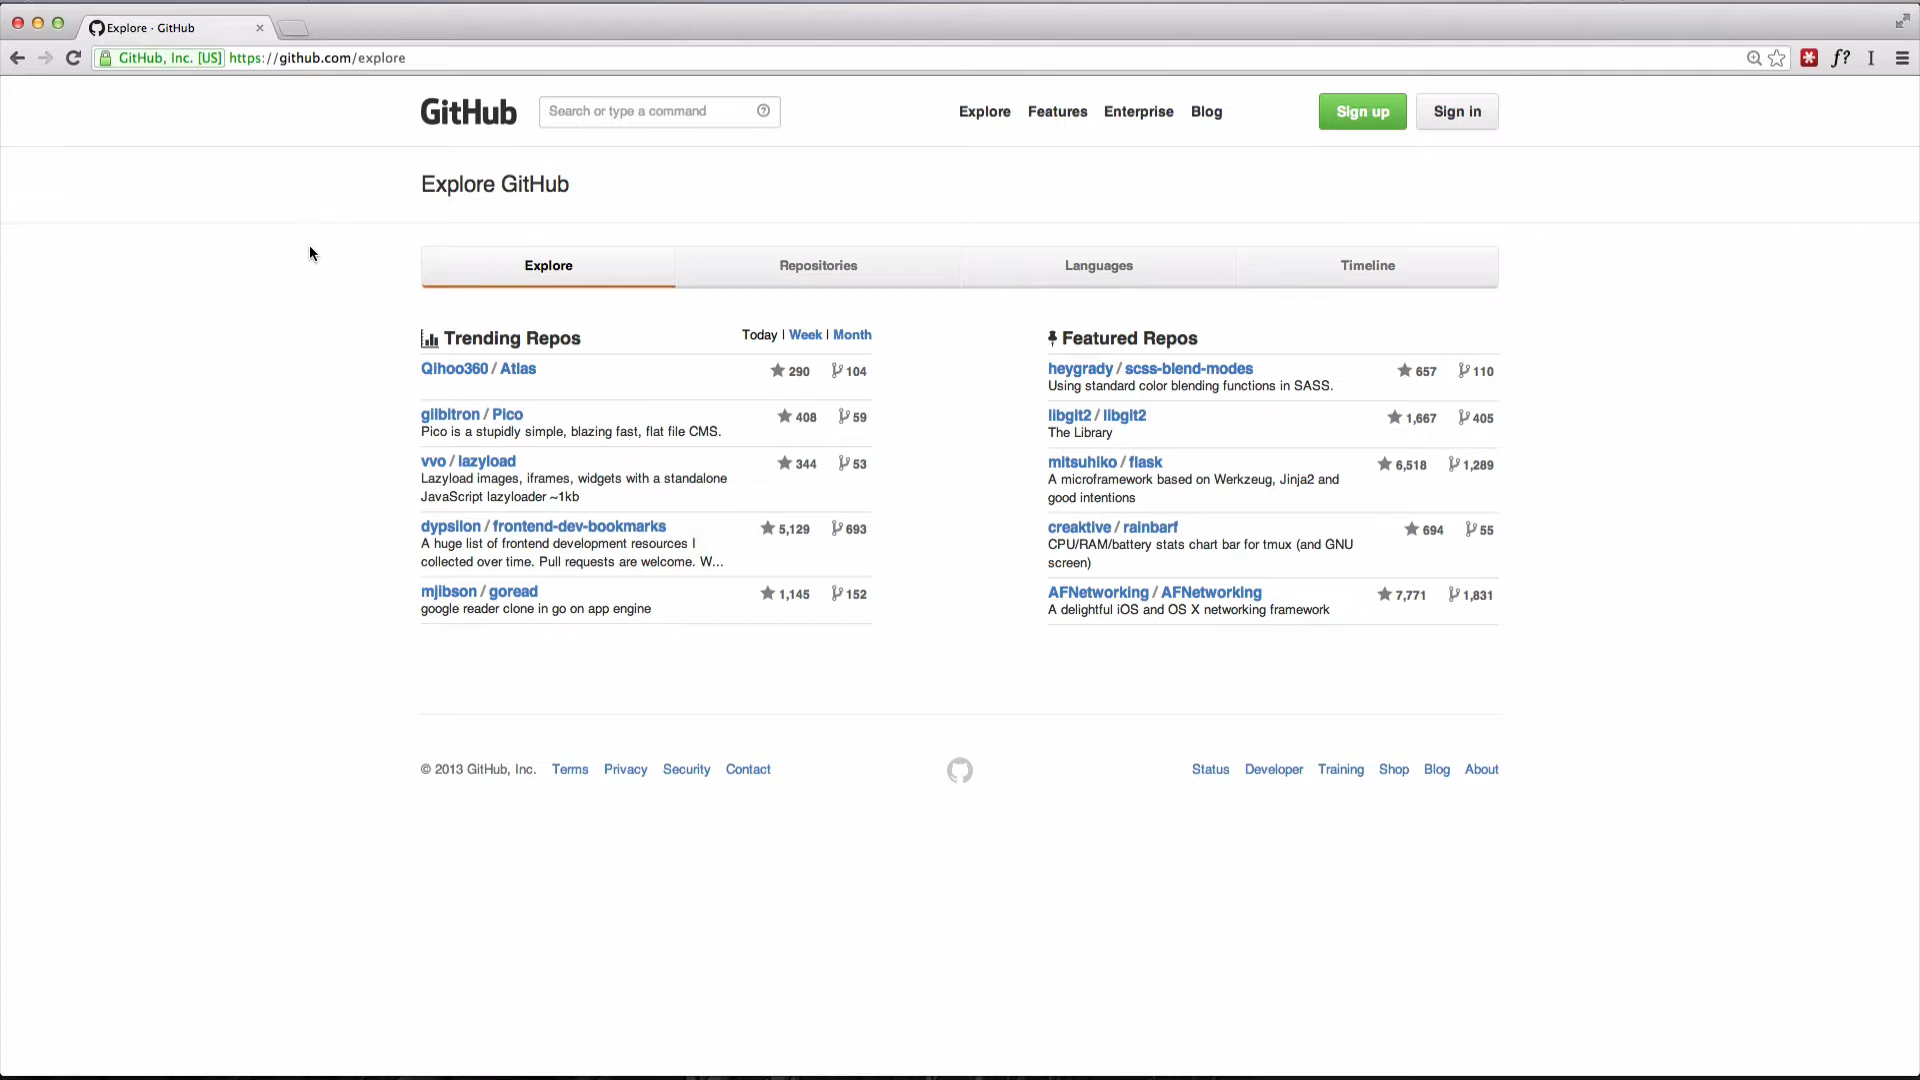 Explore · GitHub
GitHub, Inc. [US] https://github.com/explore
f?
GitHub
Search or type a command
Explore Features Enterprise Blog
Sign up Sign in
Explore GitHub
Explore Repositories Languages Timeline
Trending Repos Today | Week | Month
Qihoo360 / Atlas 290 104
gilbitron / Pico 408 59
Pico is a stupidly simple, blazing fast, flat file CMS.
vvo / lazyload 344 53
Lazyload images, iframes, widgets with a standalone
JavaScript lazyloader ~1kb
dypsilon / frontend-dev-bookmarks 5,129 693
A huge list of frontend development resources I
collected over time. Pull requests are welcome. W...
mjibson / goread 1,145 152
google reader clone in go on app engine
Featured Repos
heygrady / scss-blend-modes 657 110
Using standard color blending functions in SASS.
libgit2 / libgit2 1,667 405
The Library
mitsuhiko / flask 6,518 1,289
A microframework based on Werkzeug, Jinja2 and
good intentions
creaktive / rainbarf 694 55
CPU/RAM/battery stats chart bar for tmux (and GNU
screen)
AFNetworking / AFNetworking 7,771 1,831
A delightful iOS and OS X networking framework
© 2013 GitHub, Inc. Terms Privacy Security Contact
Status Developer Training Shop Blog About